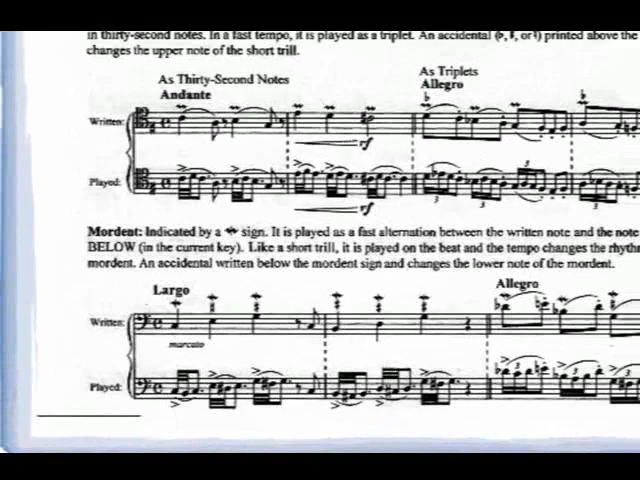 in thirty-second notes. In a fast tempo, it is played as a triplet. An accidental (♭, ♯, or ♮) printed above the
changes the upper note of the short trill.
As Thirty-Second Notes
As Triplets
Andante
Allegro
Written:
rf
Played:
rf
Mordent: Indicated by a sign. It is played as a fast alternation between the written note and the note
BELOW (in the current key). Like a short trill, it is played on the beat and the tempo changes the rhyth
mordent. An accidental written below the mordent sign and changes the lower note of the mordent.
Largo
Allegro
Written:
marcato
Played: